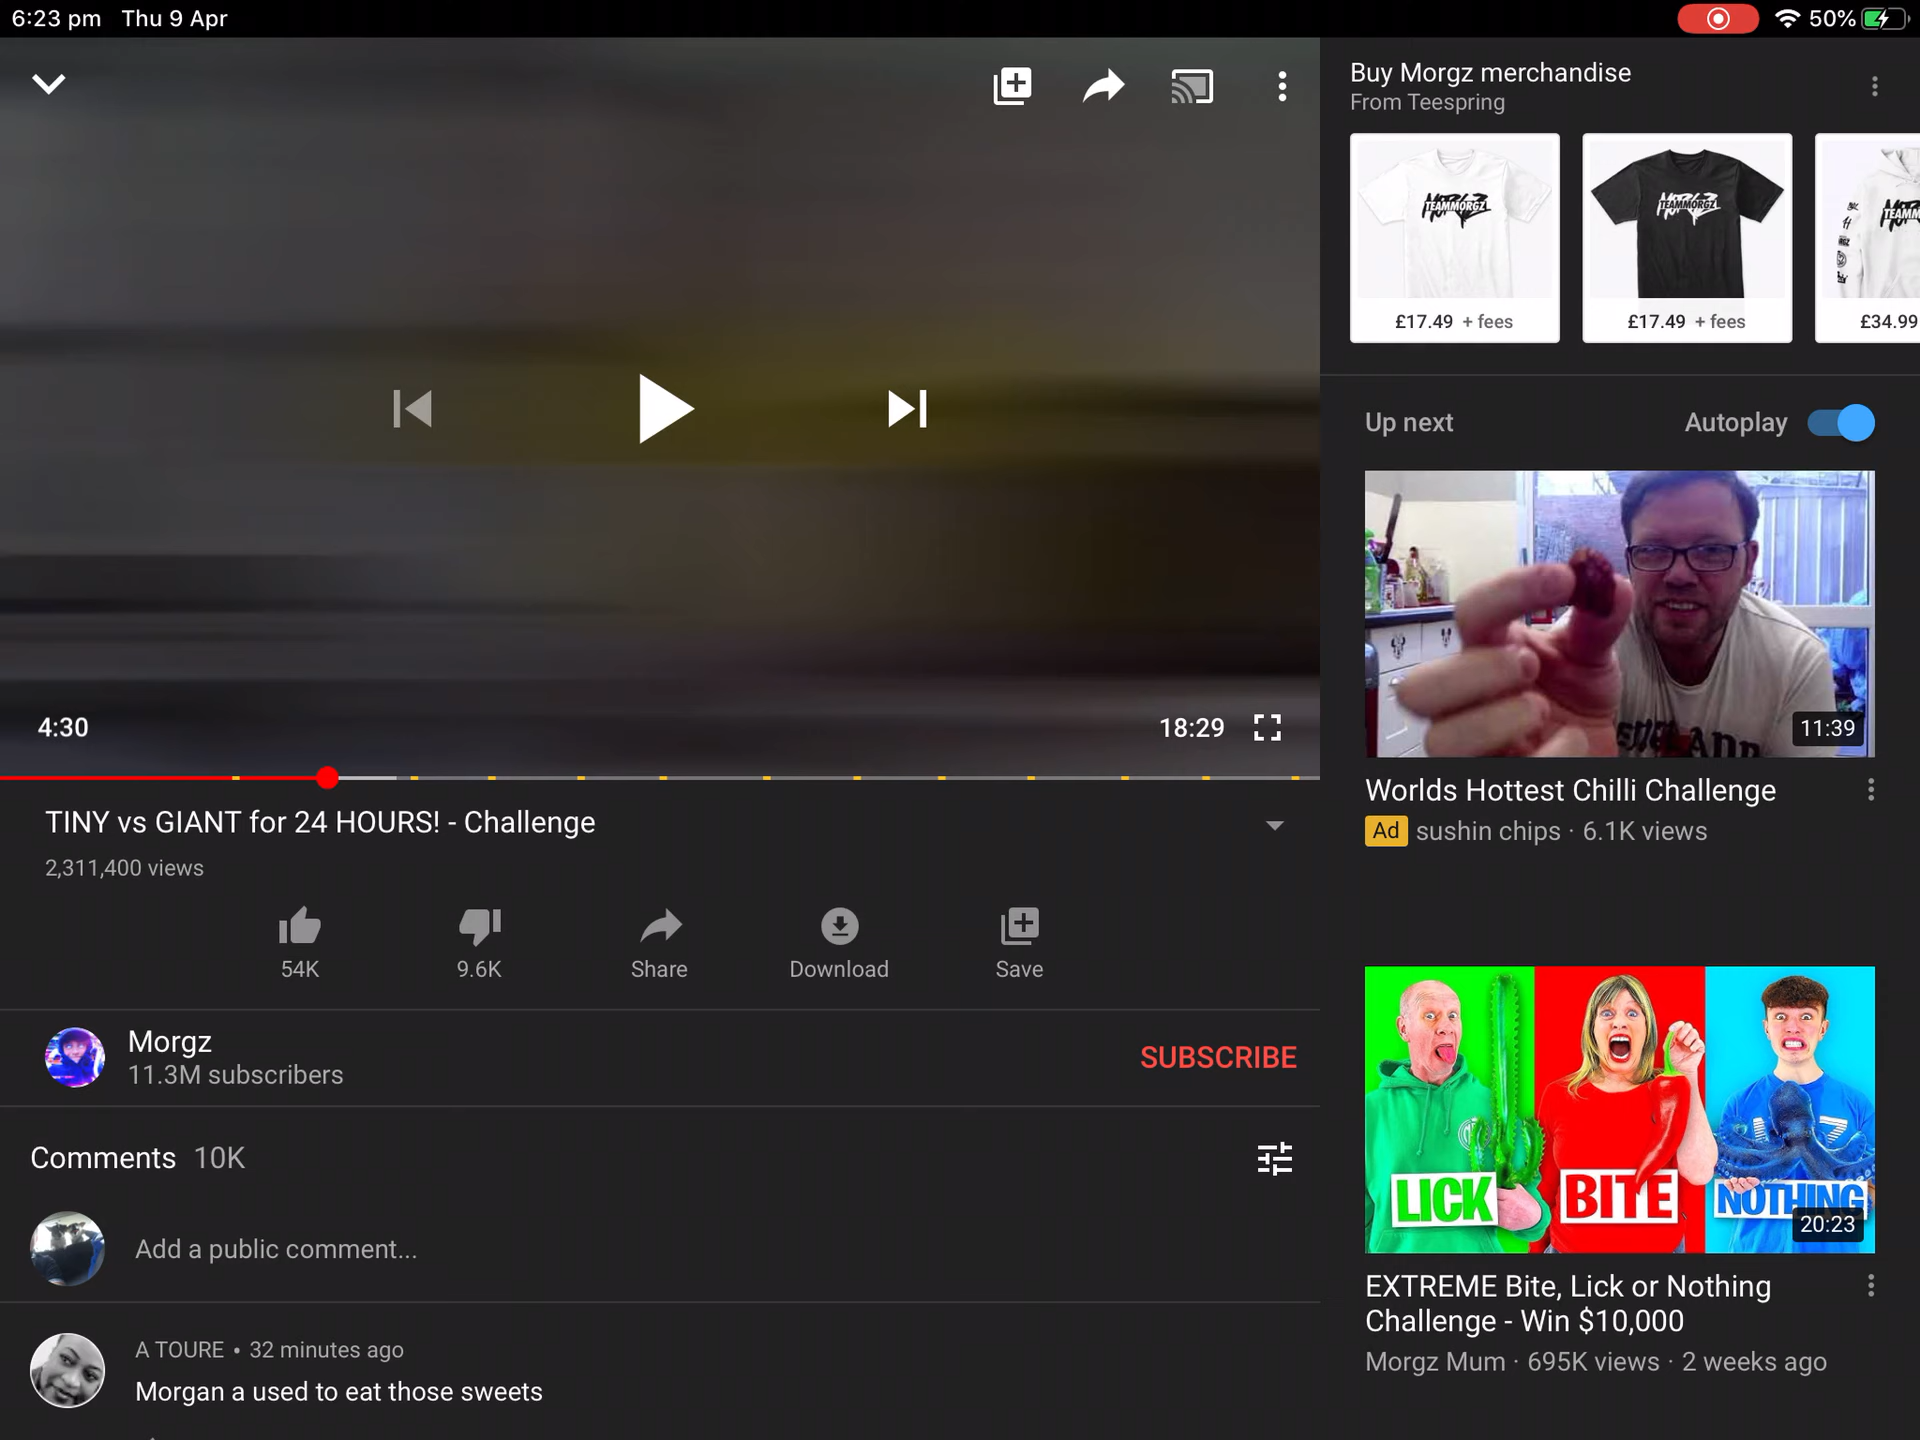 6:23 pm Thu 9 Apr
50%
4:30
18:29
TINY vs GIANT for 24 HOURS! - Challenge
2,311,400 views
54K
9.6K
Share
Download
Save
Morgz
11.3M subscribers
SUBSCRIBE
Comments 10K
Add a public comment...
A TOURE • 32 minutes ago
Morgan a used to eat those sweets
Buy Morgz merchandise
From Teespring
TEAMMORGZ
£17.49 + fees
TEAMMORGZ
£17.49 + fees
£34.99
Up next
Autoplay
11:39
Worlds Hottest Chilli Challenge
Ad sushin chips · 6.1K views
LICK
BITE
NOTHING
20:23
EXTREME Bite, Lick or Nothing
Challenge - Win $10,000
Morgz Mum · 695K views · 2 weeks ago